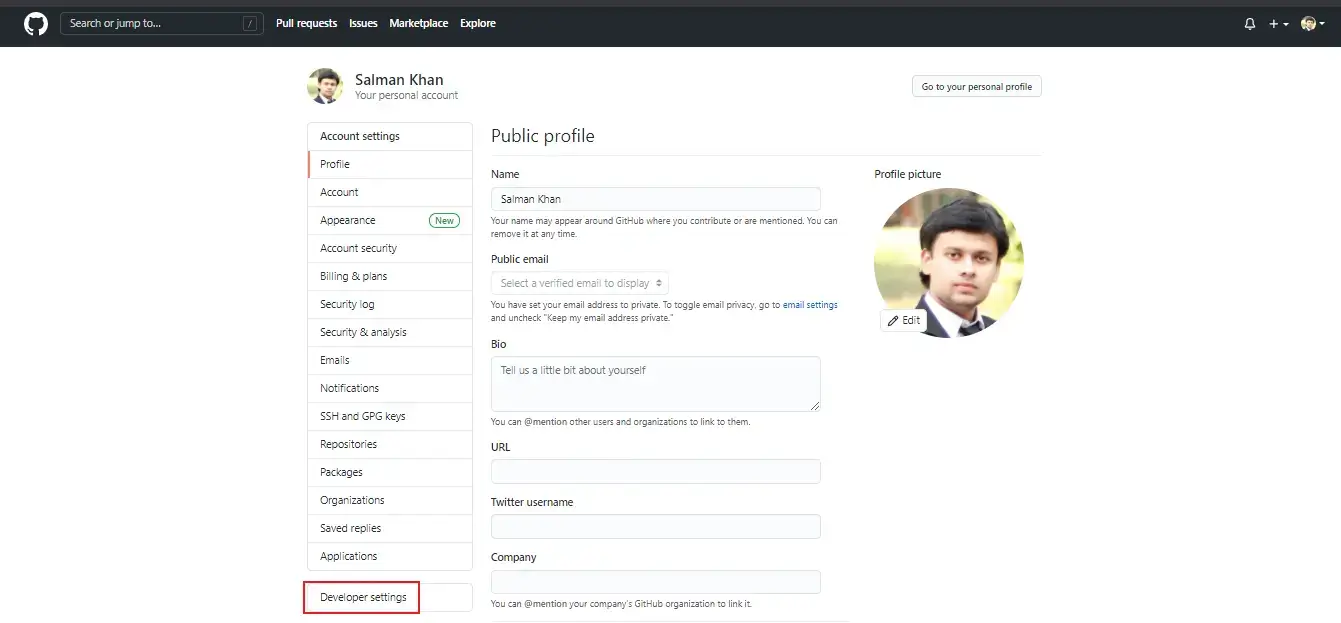 Search or jump to... /
Pull requests Issues Marketplace Explore
Salman Khan
Your personal account
Go to your personal profile
Account settings
Profile
Account
Appearance New
Account security
Billing & plans
Security log
Security & analysis
Emails
Notifications
SSH and GPG keys
Repositories
Packages
Organizations
Saved replies
Applications
Developer settings
Public profile
Name
Salman Khan
Your name may appear around GitHub where you contribute or are mentioned. You can
remove it at any time.
Public email
Select a verified email to display
You have set your email address to private. To toggle email privacy, go to email settings
and uncheck "Keep my email address private."
Bio
Tell us a little bit about yourself
You can @mention other users and organizations to link to them.
URL
Twitter username
Company
You can @mention your company's GitHub organization to link it.
Profile picture
Edit